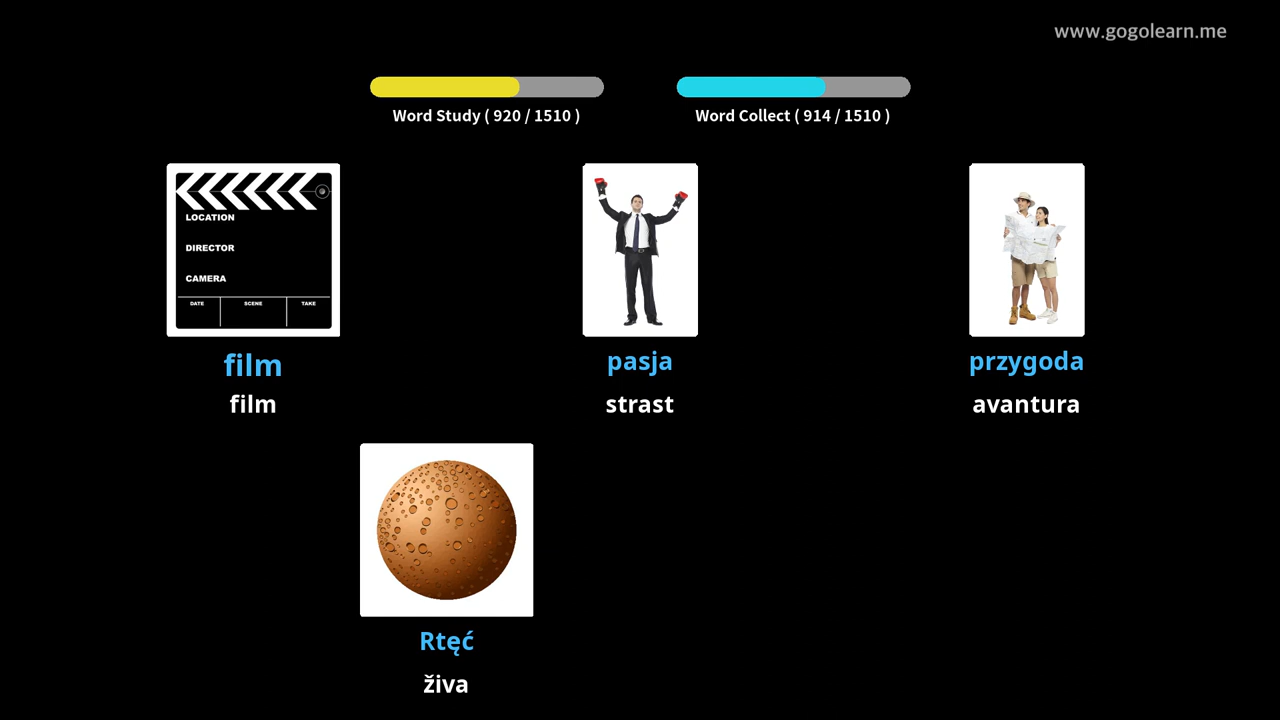 www.gogolearn.me
Word Study ( 920 / 1510 )
Word Collect ( 914 / 1510 )
LOCATION
DIRECTOR
CAMERA
DATE
SCENE
TAKE
film
film
pasja
strast
przygoda
avantura
Rtęć
živa